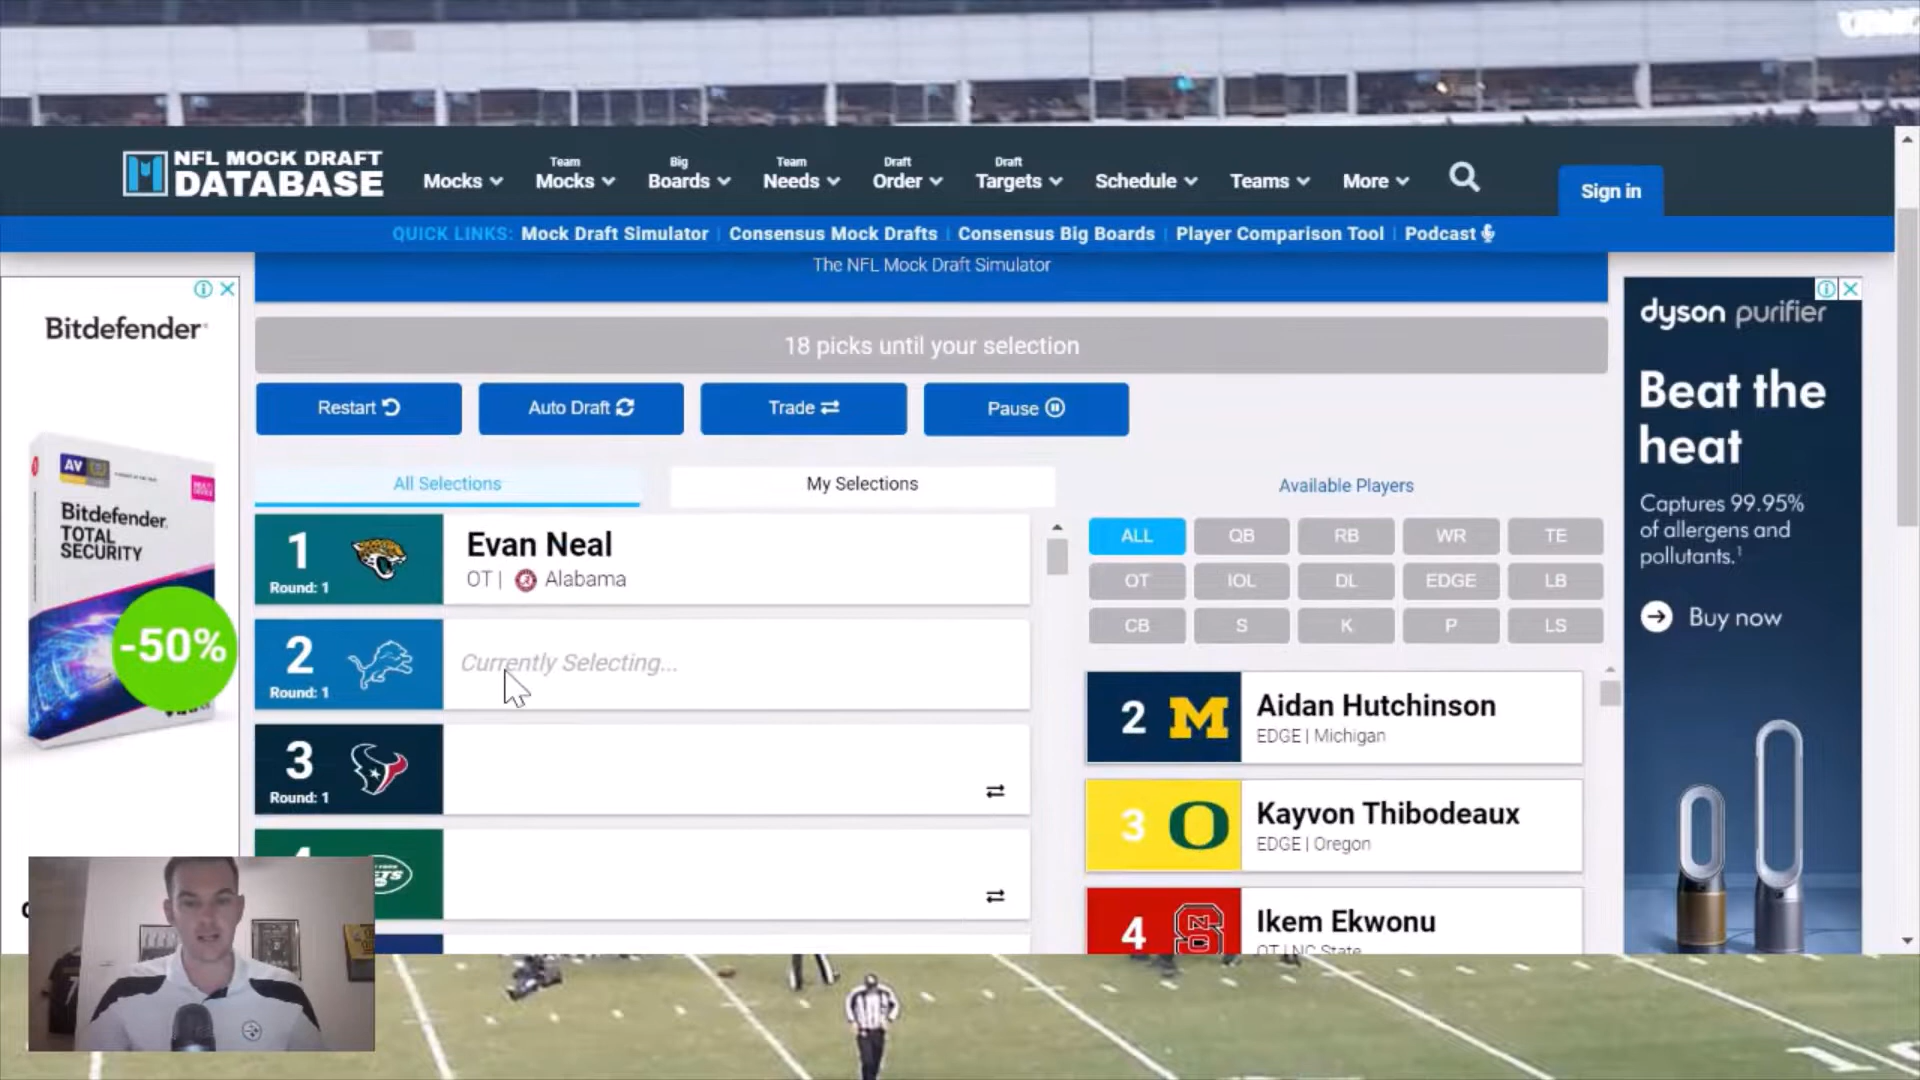 NFL MOCK DRAFT
DATABASE
Mocks
Team
Mocks
Big
Boards
Team
Needs
Draft
Order
Draft
Targets
Schedule
Teams
More
Sign in
QUICK LINKS: Mock Draft Simulator | Consensus Mock Drafts | Consensus Big Boards | Player Comparison Tool | Podcast
The NFL Mock Draft Simulator
18 picks until your selection
Restart
Auto Draft
Trade
Pause
All Selections
My Selections
Available Players
1
Round: 1
Evan Neal
OT | Alabama
2
Round: 1
Currently Selecting...
3
Round: 1
ALL
QB
RB
WR
TE
OT
IOL
DL
EDGE
LB
CB
S
K
P
LS
2
M
Aidan Hutchinson
EDGE | Michigan
3
O
Kayvon Thibodeaux
EDGE | Oregon
4
Ikem Ekwonu
OT | NC State
Bitdefender
AV
Bitdefender
TOTAL
SECURITY
-50%
dyson purifier
Beat the
heat
Captures 99.95%
of allergens and
pollutants.¹
Buy now